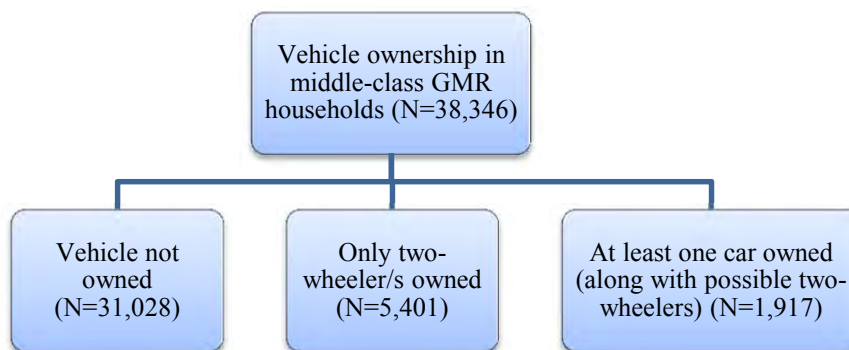 Vehicle ownership in
middle-class GMR
households (N=38,346)
Vehicle not
owned
(N=31,028)
Only two-
wheeler/s owned
(N=5,401)
At least one car owned
(along with possible two-
wheelers) (N=1,917)